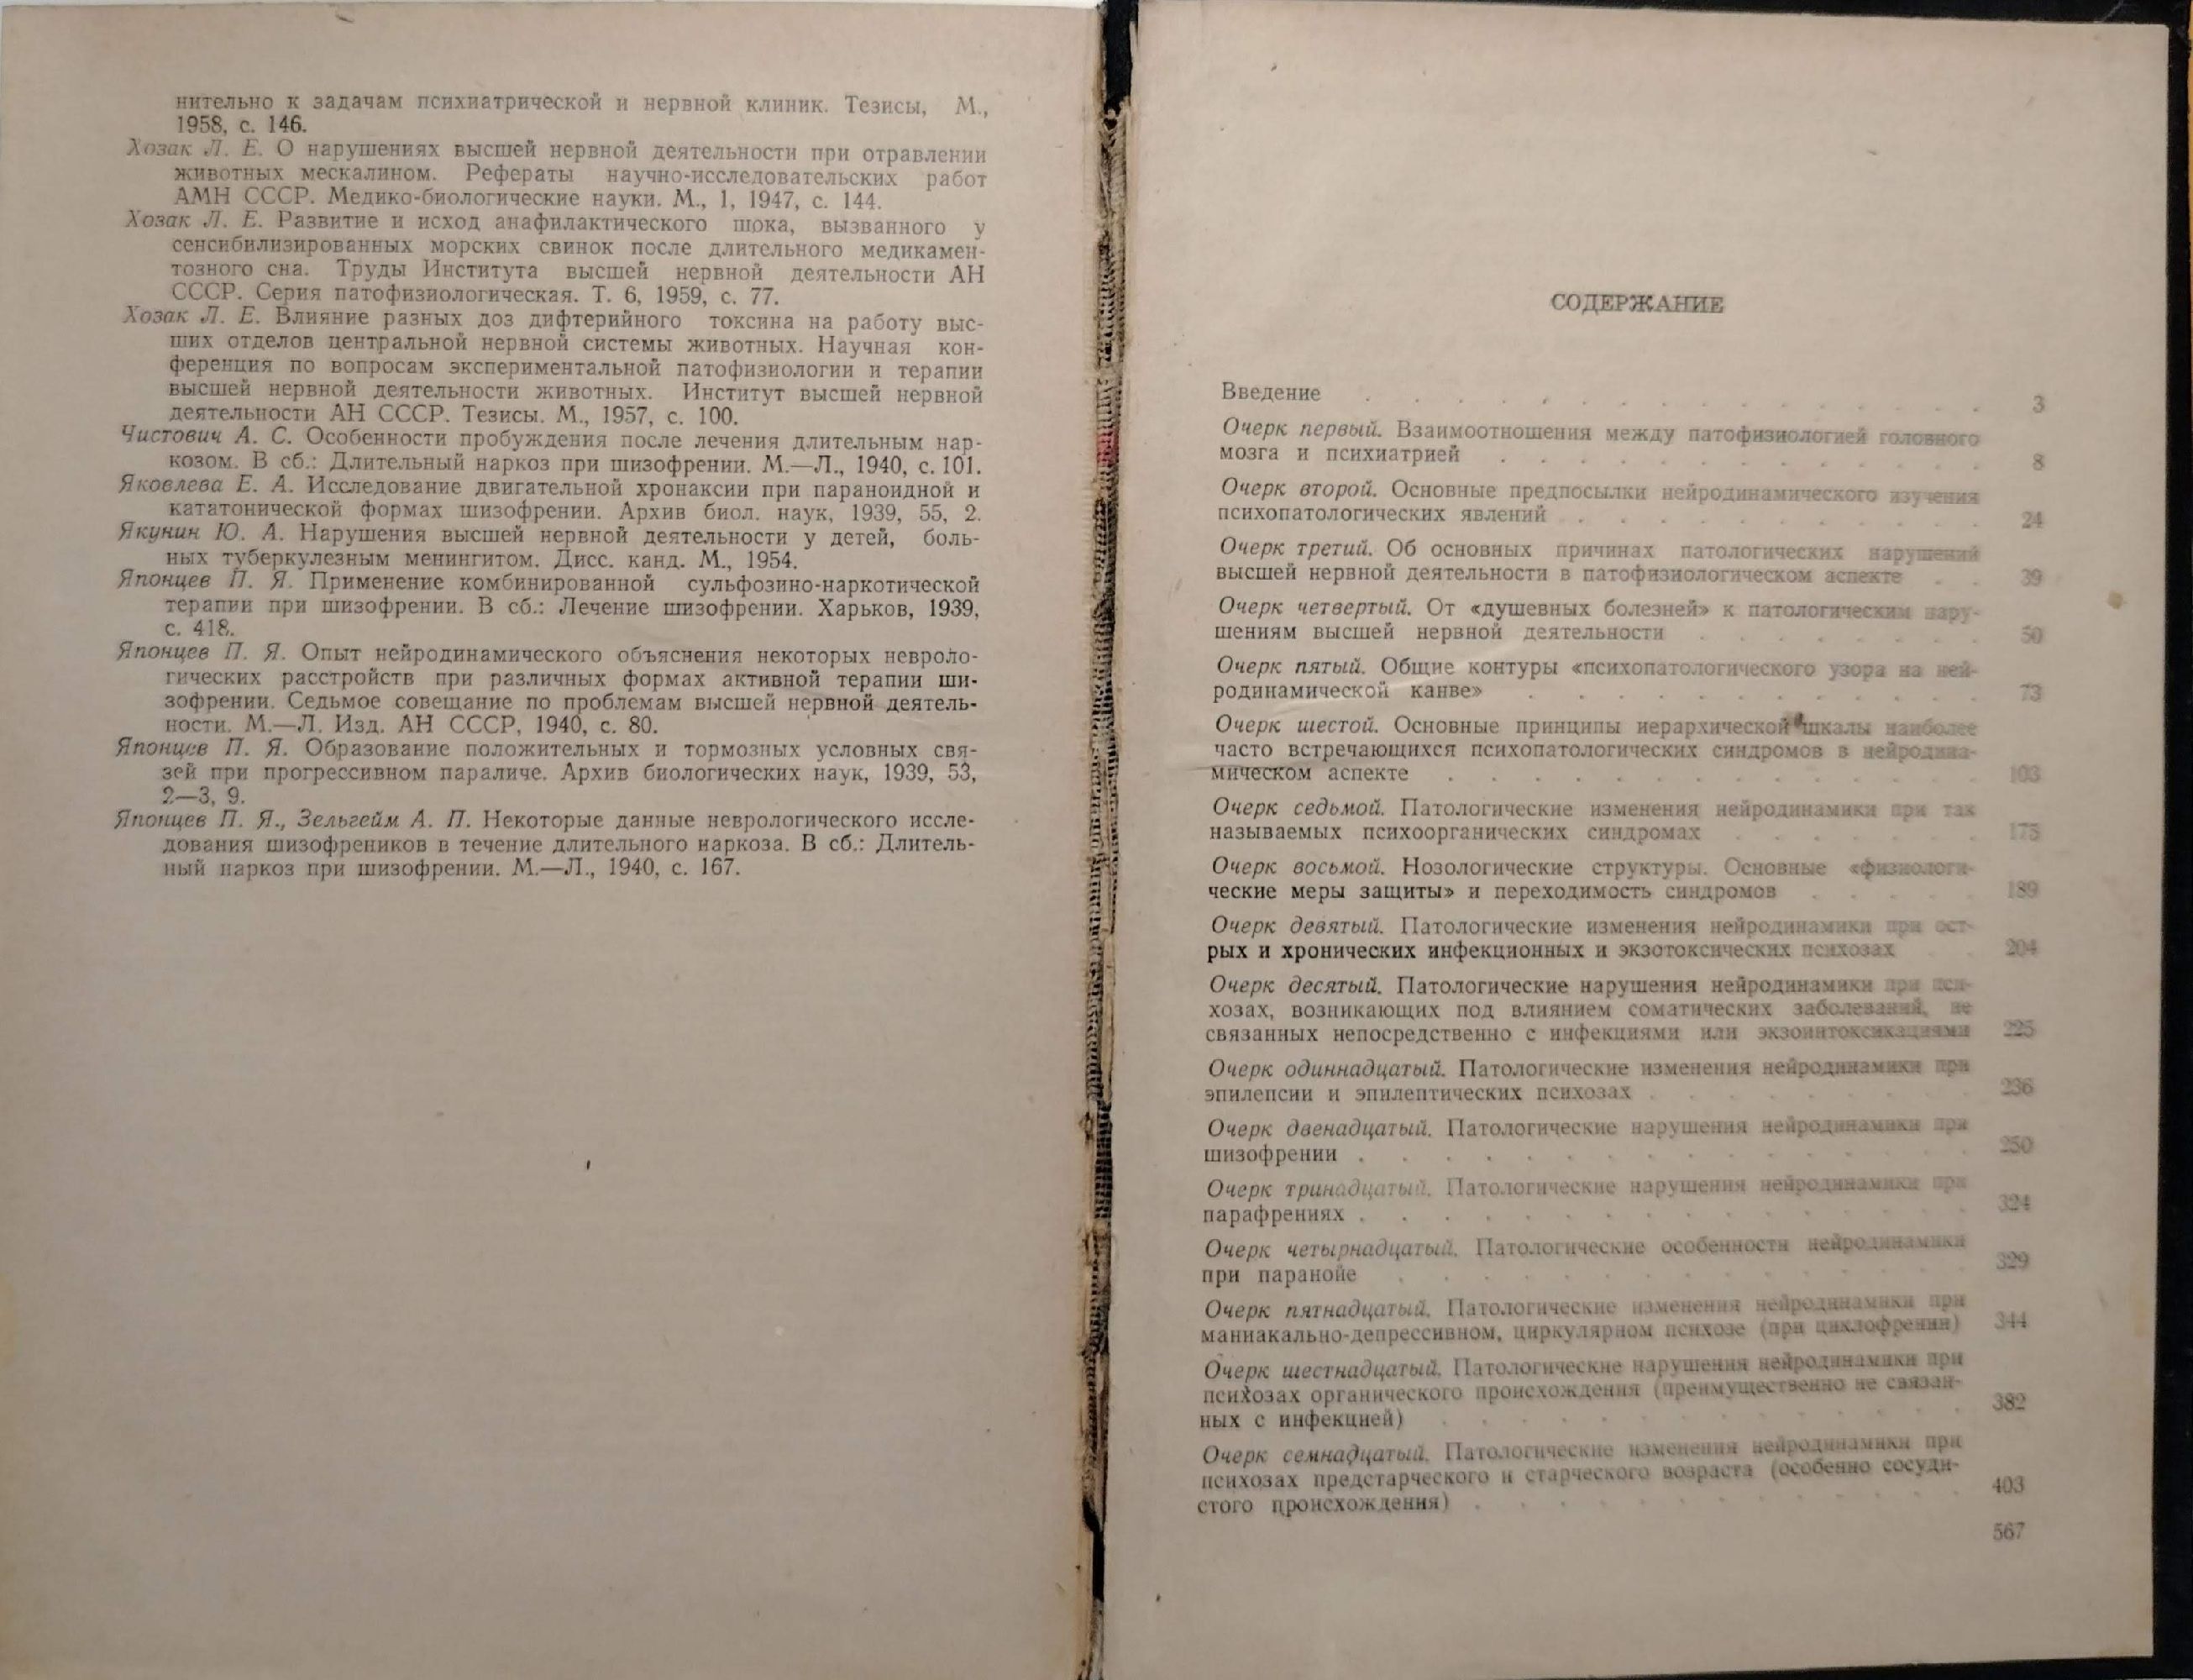 нительно к задачам психиатрической и нервной клиник. Тезисы, М.,
1958, с. 146.
Хозак Л. Е. О нарушениях высшей нервной деятельности при отравлении
животных мескалином. Рефераты научно-исследовательских работ
АМН СССР. Медико-биологические науки. М., 1, 1947, с. 144.
Хозак Л. Е. Развитие и исход анафилактического шока, вызванного у
сенсибилизированных морских свинок после длительного медикамен-
тозного сна. Труды Института высшей нервной деятельности АН
СССР. Серия патофизиологическая. Т. 6, 1959, с. 77.
Хозак Л. Е. Влияние разных доз дифтерийного токсина на работу выс-
ших отделов центральной нервной системы животных. Научная кон-
ференция по вопросам экспериментальной патофизиологии и терапии
высшей нервной деятельности животных. Институт высшей нервной
деятельности АН СССР. Тезисы. М., 1957, с. 100.
Чистович А. С. Особенности пробуждения после лечения длительным нар-
козом. В сб.: Длительный наркоз при шизофрении. М.—Л., 1940, с. 101.
Яковлева Е. А. Исследование двигательной хронаксии при параноидной и
кататонической формах шизофрении. Архив биол. наук, 1939, 55, 2.
Якунин Ю. А. Нарушения высшей нервной деятельности у детей, боль-
ных туберкулезным менингитом. Дисс. канд. М., 1954.
Японцев П. Я. Применение комбинированной сульфозино-наркотической
терапии при шизофрении. В сб.: Лечение шизофрении. Харьков, 1939,
с. 418.
Японцев П. Я. Опыт нейродинамического объяснения некоторых невроло-
гических расстройств при различных формах активной терапии ши-
зофрении. Седьмое совещание по проблемам высшей нервной деятель-
ности. М.—Л. Изд. АН СССР, 1940, с. 80.
Японцев П. Я. Образование положительных и тормозных условных свя-
зей при прогрессивном параличе. Архив биологических наук, 1939, 53,
2—3, 9.
Японцев П. Я., Зельгейм А. П. Некоторые данные неврологического иссле-
дования шизофреников в течение длительного наркоза. В сб.: Длитель-
ный наркоз при шизофрении. М.—Л., 1940, с. 167.
СОДЕРЖАНИЕ
Введение . . . . . . . . . . . . . . . 3
Очерк первый. Взаимоотношения между патофизиологией головного
мозга и психиатрией . . . . . . . . . . . 8
Очерк второй. Основные предпосылки нейродинамического изучения
психопатологических явлений . . . . . . . . . 24
Очерк третий. Об основных причинах патологических нарушений
высшей нервной деятельности в патофизиологическом аспекте . . 39
Очерк четвертый. От «душевных болезней» к патологическим нару-
шениям высшей нервной деятельности . . . . . . . 50
Очерк пятый. Общие контуры «психопатологического узора на ней-
родинамической канве» . . . . . . . . . . . 73
Очерк шестой. Основные принципы иерархической шкалы наиболее
часто встречающихся психопатологических синдромов в нейродина-
мическом аспекте . . . . . . . . . . . . 103
Очерк седьмой. Патологические изменения нейродинамики при так
называемых психоорганических синдромах . . . . . . 175
Очерк восьмой. Нозологические структуры. Основные «физиологи-
ческие меры защиты» и переходимость синдромов . . . . . 189
Очерк девятый. Патологические изменения нейродинамики при ост-
рых и хронических инфекционных и экзотоксических психозах 204
Очерк десятый. Патологические нарушения нейродинамики при пси-
хозах, возникающих под влиянием соматических заболеваний, не
связанных непосредственно с инфекциями или экзоинтоксикациями 225
Очерк одиннадцатый. Патологические изменения нейродинамики при
эпилепсии и эпилептических психозах . . . . . . . 236
Очерк двенадцатый. Патологические нарушения нейродинамики при
шизофрении . . . . . . . . . . . . . . 250
Очерк тринадцатый. Патологические нарушения нейродинамики при
парафрениях . . . . . . . . . . . . . . 324
Очерк четырнадцатый. Патологические особенности нейродинамики
при паранойе . . . . . . . . . . . . . 329
Очерк пятнадцатый. Патологические изменения нейродинамики при
маниакально-депрессивном, циркулярном психозе (при циклофрении) 344
Очерк шестнадцатый. Патологические нарушения нейродинамики при
психозах органического происхождения (преимущественно не связан-
ных с инфекцией) . . . . . . . . . . . . 382
Очерк семнадцатый. Патологические изменения нейродинамики при
психозах предстарческого и старческого возраста (особенно сосуди-
стого происхождения) . . . . . . . . . . . 403
567